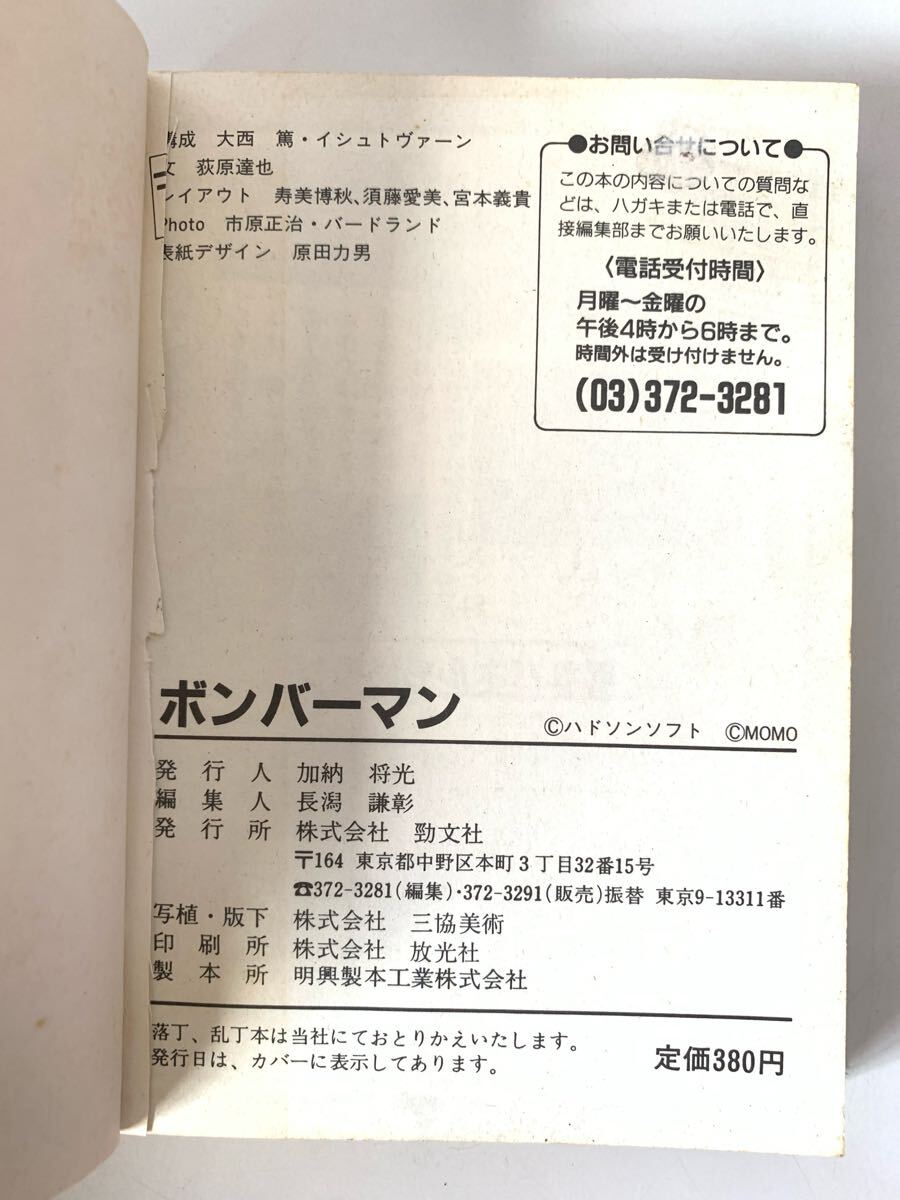 構成 大西 篤・イシュトヴァーン
文 荻原達也
レイアウト 寿美博秋、須藤愛美、宮本義貴
Photo 市原正治・バードランド
表紙デザイン 原田力男
●お問い合せについて●
この本の内容についての質問な
どは、ハガキまたは電話で、直
接編集部までお願いいたします。
〈電話受付時間〉
月曜〜金曜の
午後4時から6時まで。
時間外は受け付けません。
(03)372-3281
ボンバーマン ©ハドソンソフト ©MOMO
発行人 加納 将光
編集人 長潟 謙彰
発行所 株式会社 勁文社
〒164 東京都中野区本町3丁目32番15号
☎372-3281(編集)・372-3291(販売)振替 東京9-13311番
写植・版下 株式会社 三協美術
印刷所 株式会社 放光社
製本所 明興製本工業株式会社
落丁、乱丁本は当社にておとりかえいたします。
発行日は、カバーに表示してあります。
定価380円